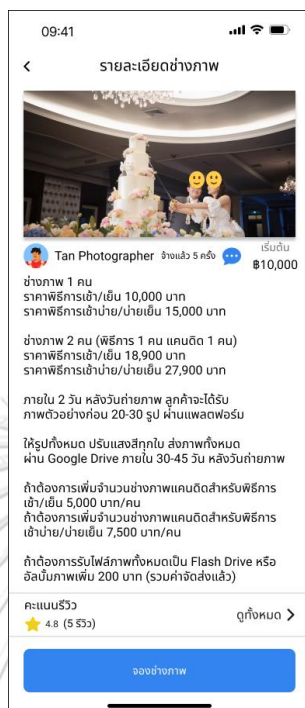 09:41
รายละเอียดช่างภาพ
Tan Photographer จ้างแล้ว 5 ครั้ง
เริ่มต้น
฿10,000
ช่างภาพ 1 คน
ราคาพิธีการเช้า/เย็น 10,000 บาท
ราคาพิธีการเช้าบ่าย/บ่ายเย็น 15,000 บาท
ช่างภาพ 2 คน (พิธีการ 1 คน แคนดิด 1 คน)
ราคาพิธีการเช้า/เย็น 18,900 บาท
ราคาพิธีการเช้าบ่าย/บ่ายเย็น 27,900 บาท
ภายใน 2 วัน หลังวันถ่ายภาพ ลูกค้าจะได้รับ
ภาพตัวอย่างก่อน 20-30 รูป ผ่านแพลตฟอร์ม
ให้รูปทั้งหมด ปรับแสงสีทุกใบ ส่งภาพทั้งหมด
ผ่าน Google Drive ภายใน 30-45 วัน หลังวันถ่ายภาพ
ถ้าต้องการเพิ่มจำนวนช่างภาพแคนดิดสำหรับพิธีการ
เช้า/เย็น 5,000 บาท/คน
ถ้าต้องการเพิ่มจำนวนช่างภาพแคนดิดสำหรับพิธีการ
เช้าบ่าย/บ่ายเย็น 7,500 บาท/คน
ถ้าต้องการรับไฟล์ภาพทั้งหมดเป็น Flash Drive หรือ
อัลบั้มภาพเพิ่ม 200 บาท (รวมค่าจัดส่งแล้ว)
คะแนนรีวิว
4.8 (5 รีวิว)
ดูทั้งหมด
จองช่างภาพ